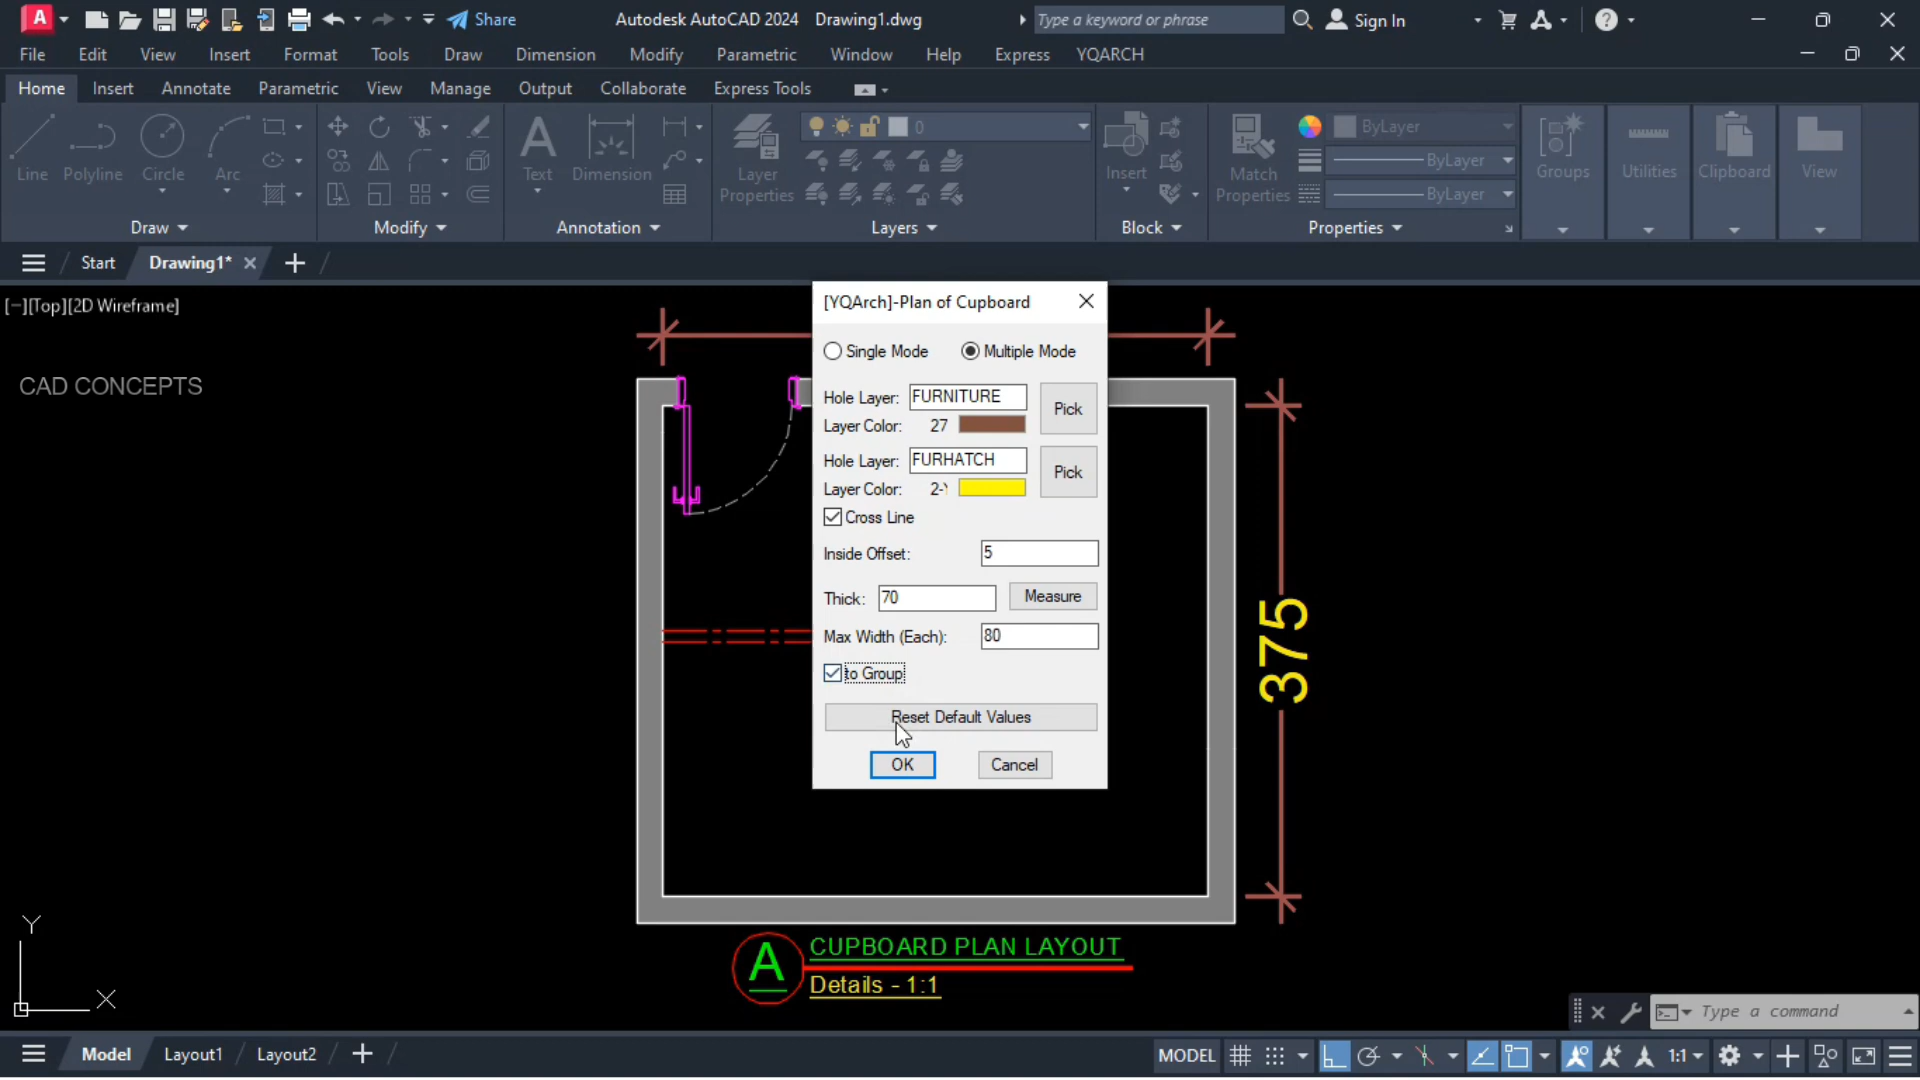 A
Share
Autodesk AutoCAD 2024 Drawing1.dwg
Type a keyword or phrase
Sign In
File Edit View Insert Format Tools Draw Dimension Modify Parametric Window Help Express YQARCH
Home Insert Annotate Parametric View Manage Output Collaborate Express Tools
0
ByLayer
ByLayer
ByLayer
Line Polyline Circle Arc
Text Dimension
Layer
Properties
Insert
Match
Properties
Groups Utilities Clipboard View
Draw Modify Annotation Layers Block Properties
Start Drawing1*
[−][Top][2D Wireframe]
CAD CONCEPTS
[YQArch]-Plan of Cupboard
Single Mode Multiple Mode
Hole Layer: FURNITURE Pick
Layer Color: 27
Hole Layer: FURHATCH Pick
Layer Color:
Cross Line
Inside Offset: 5
Thick: 70 Measure
Max Width (Each): 80
to Group
Reset Default Values
OK Cancel
375
A
CUPBOARD PLAN LAYOUT
Details - 1:1
Y
X
Type a command
Model Layout1 Layout2
MODEL 1:1